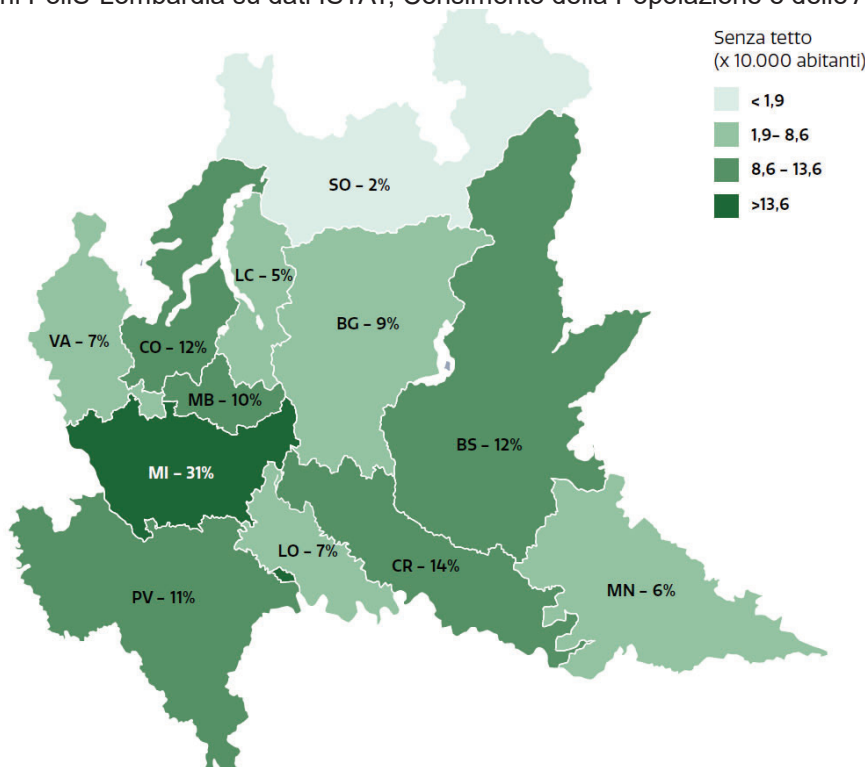 Senza tetto
(x 10.000 abitanti)
< 1,9
1,9– 8,6
8,6 – 13,6
>13,6
SO – 2%
LC – 5%
BG – 9%
VA – 7%
CO – 12%
MB – 10%
BS – 12%
MI – 31%
LO – 7%
CR – 14%
MN – 6%
PV – 11%